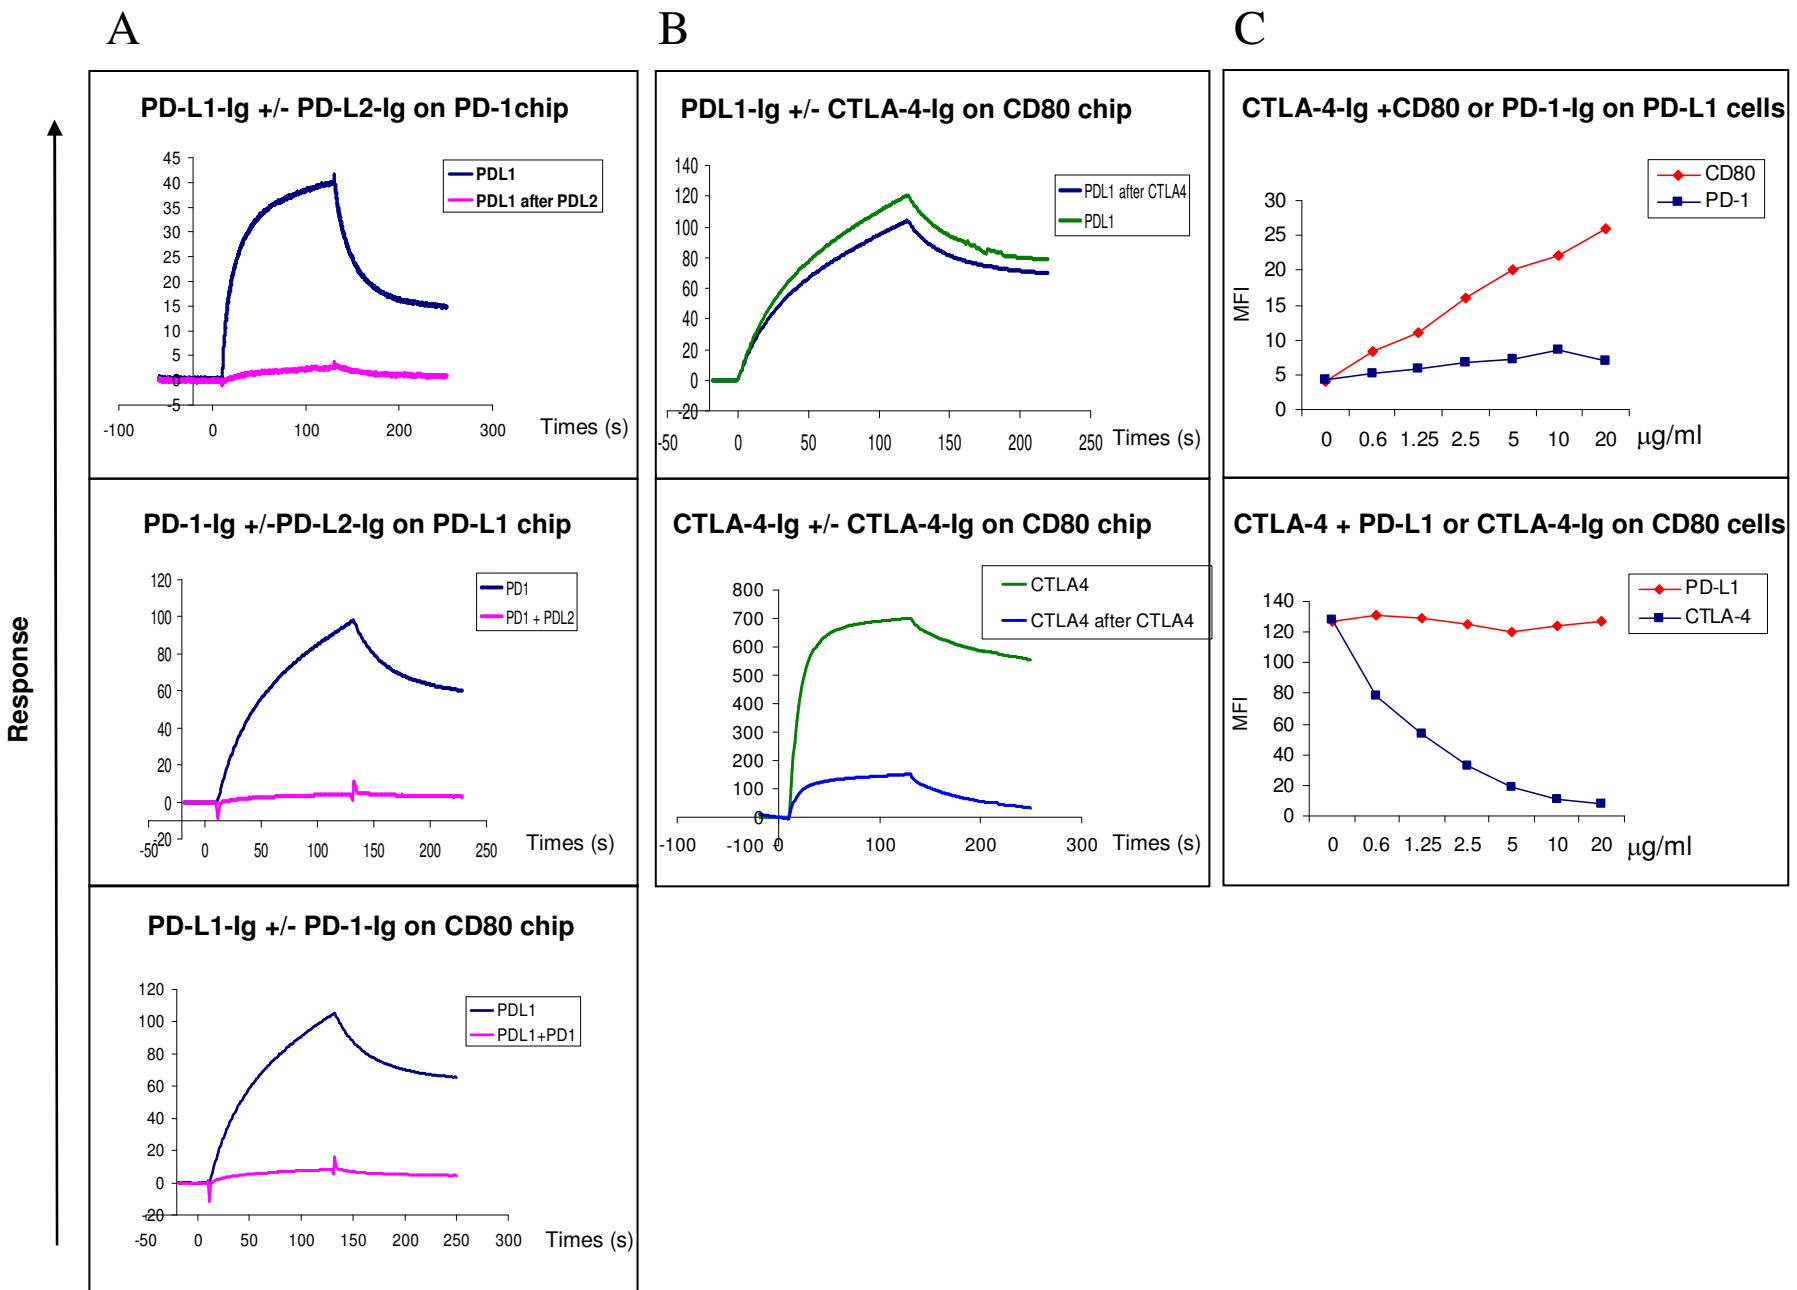 A
B
C
Response
PD-L1-Ig +/- PD-L2-Ig on PD-1chip
PDL1
PDL1 after PDL2
45
40
35
30
25
20
15
10
5
0
-5
-100 0 100 200 300 Times (s)
PD-1-Ig +/-PD-L2-Ig on PD-L1 chip
PD1
PD1 + PDL2
120
100
80
60
40
20
0
-20
-50 0 50 100 150 200 250 Times (s)
PD-L1-Ig +/- PD-1-Ig on CD80 chip
PDL1
PDL1+PD1
120
100
80
60
40
20
0
-20
-50 0 50 100 150 200 250 300 Times (s)
PDL1-Ig +/- CTLA-4-Ig on CD80 chip
PDL1 after CTLA4
PDL1
140
120
100
80
60
40
20
0
-20
-50 0 50 100 150 200 250 Times (s)
CTLA-4-Ig +/- CTLA-4-Ig on CD80 chip
CTLA4
CTLA4 after CTLA4
800
700
600
500
400
300
200
100
0
-100
-100 0 100 200 300 Times (s)
CTLA-4-Ig +CD80 or PD-1-Ig on PD-L1 cells
CD80
PD-1
MFI
30
25
20
15
10
5
0
0 0.6 1.25 2.5 5 10 20 μg/ml
CTLA-4 + PD-L1 or CTLA-4-Ig on CD80 cells
PD-L1
CTLA-4
MFI
140
120
100
80
60
40
20
0
0 0.6 1.25 2.5 5 10 20 μg/ml